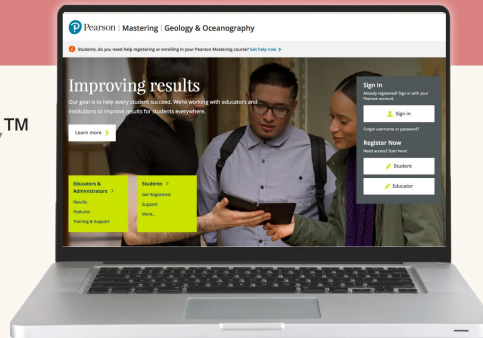 ™
Pearson | Mastering | Geology & Oceanography
Students, do you need help registering or enrolling in your Pearson Mastering course? Get help now >
Improving results
Our goal is to help every student succeed. We're working with educators and
institutions to improve results for students everywhere.
Learn more >
Educators &
Administrators >
Results
Features
Training & Support
Students >
Get Registered
Support
More...
Sign In
Already registered? Sign in with your
Pearson account.
Sign in
Forgot username or password?
Register Now
Need access? Start here!
Student
Educator